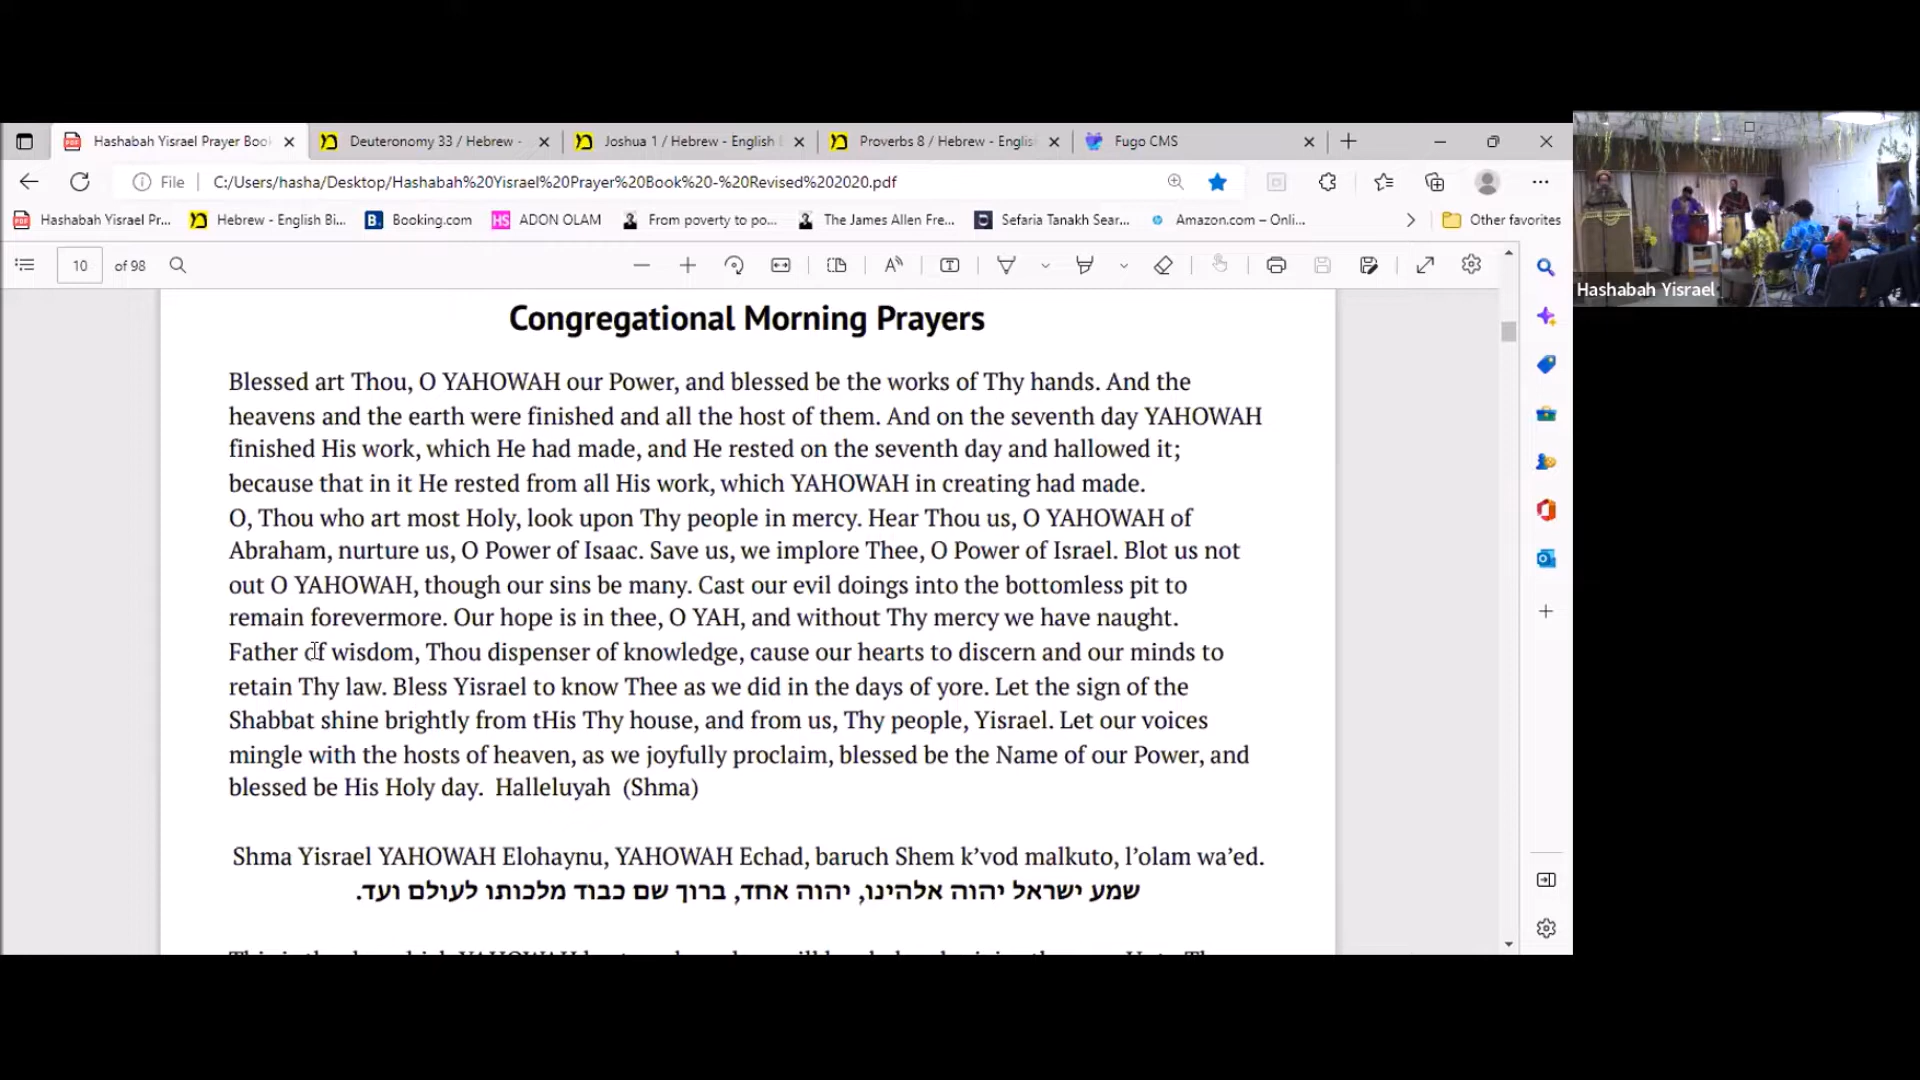 Hashabah Yisrael Prayer Book
Deuteronomy 33 / Hebrew -
Joshua 1 / Hebrew - English
Proverbs 8 / Hebrew - Englis
Fugo CMS
File
C:/Users/hasha/Desktop/Hashabah%20Yisrael%20Prayer%20Book%20-%20Revised%202020.pdf
Hashabah Yisrael Pr...
Hebrew - English Bi...
Booking.com
ADON OLAM
From poverty to po...
The James Allen Fre...
Sefaria Tanakh Sear...
Amazon.com – Onli...
Other favorites
10 of 98
Hashabah Yisrael
Congregational Morning Prayers
Blessed art Thou, O YAHOWAH our Power, and blessed be the works of Thy hands. And the
heavens and the earth were finished and all the host of them. And on the seventh day YAHOWAH
finished His work, which He had made, and He rested on the seventh day and hallowed it;
because that in it He rested from all His work, which YAHOWAH in creating had made.
O, Thou who art most Holy, look upon Thy people in mercy. Hear Thou us, O YAHOWAH of
Abraham, nurture us, O Power of Isaac. Save us, we implore Thee, O Power of Israel. Blot us not
out O YAHOWAH, though our sins be many. Cast our evil doings into the bottomless pit to
remain forevermore. Our hope is in thee, O YAH, and without Thy mercy we have naught.
Father of wisdom, Thou dispenser of knowledge, cause our hearts to discern and our minds to
retain Thy law. Bless Yisrael to know Thee as we did in the days of yore. Let the sign of the
Shabbat shine brightly from tHis Thy house, and from us, Thy people, Yisrael. Let our voices
mingle with the hosts of heaven, as we joyfully proclaim, blessed be the Name of our Power, and
blessed be His Holy day.  Halleluyah  (Shma)
Shma Yisrael YAHOWAH Elohaynu, YAHOWAH Echad, baruch Shem k’vod malkuto, l’olam wa’ed.
שמע ישראל יהוה אלהינו, יהוה אחד, ברוך שם כבוד מלכותו לעולם ועד.